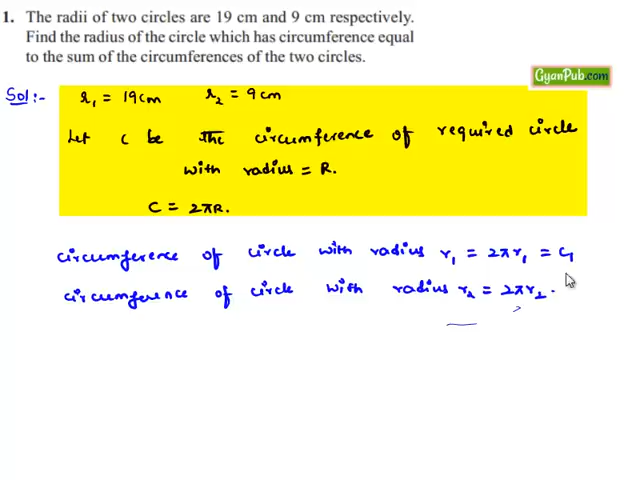 1. The radii of two circles are 19 cm and 9 cm respectively.
Find the radius of the circle which has circumference equal
to the sum of the circumferences of the two circles.
GyanPub.com
Sol:- r₁ = 19cm r₂ = 9cm
Let C be the circumference of required circle
with radius = R.
C = 2πR.
circumference of circle with radius r₁ = 2πr₁ = C₁
circumference of circle with radius r₂ = 2πr₂.